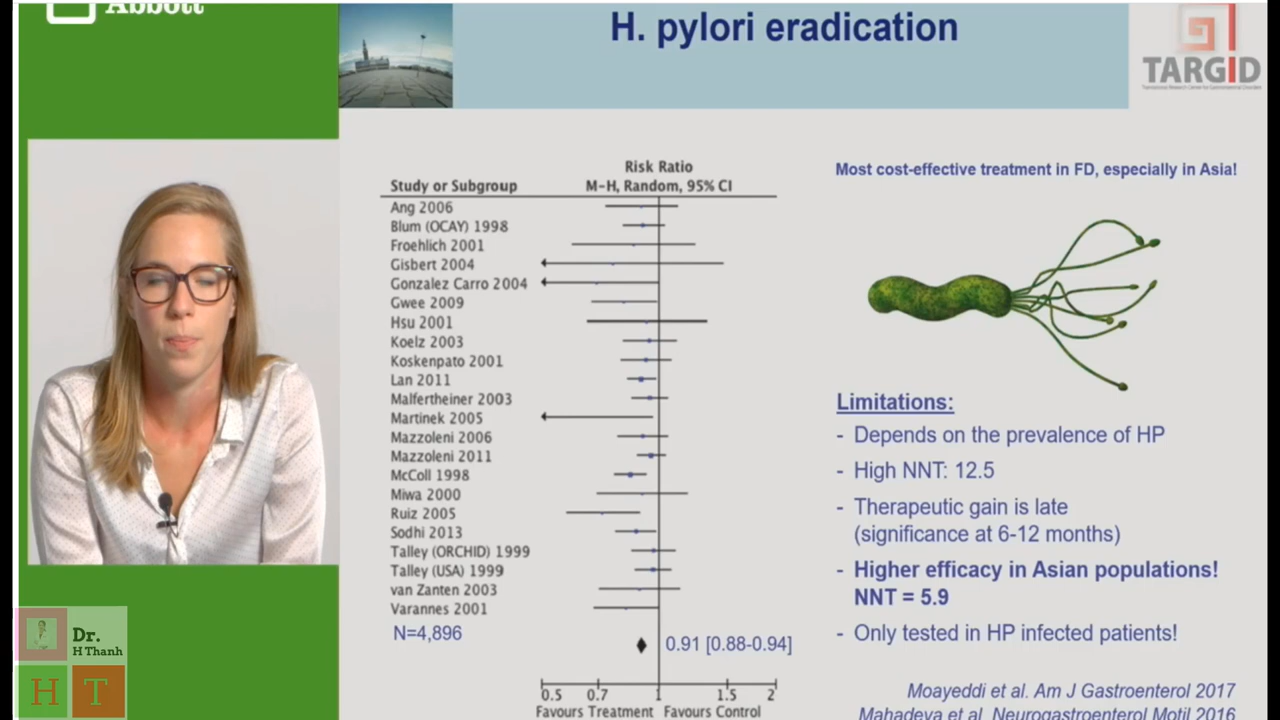 Abbott
H. pylori eradication
TARGID
Risk Ratio
Study or Subgroup M-H, Random, 95% CI
Ang 2006
Blum (OCAY) 1998
Froehlich 2001
Gisbert 2004
Gonzalez Carro 2004
Gwee 2009
Hsu 2001
Koelz 2003
Koskenpato 2001
Lan 2011
Malfertheiner 2003
Martinek 2005
Mazzoleni 2006
Mazzoleni 2011
McColl 1998
Miwa 2000
Ruiz 2005
Sodhi 2013
Talley (ORCHID) 1999
Talley (USA) 1999
van Zanten 2003
Varannes 2001
N=4,896
0.91 [0.88-0.94]
0.5 0.7 1 1.5 2
Favours Treatment Favours Control
Most cost-effective treatment in FD, especially in Asia!
Limitations:
- Depends on the prevalence of HP
- High NNT: 12.5
- Therapeutic gain is late
(significance at 6-12 months)
- Higher efficacy in Asian populations!
NNT = 5.9
- Only tested in HP infected patients!
Moayeddi et al. Am J Gastroenterol 2017
Mahadeva et al. Neurogastroenterol Motil 2016
Dr.
H Thanh
H T